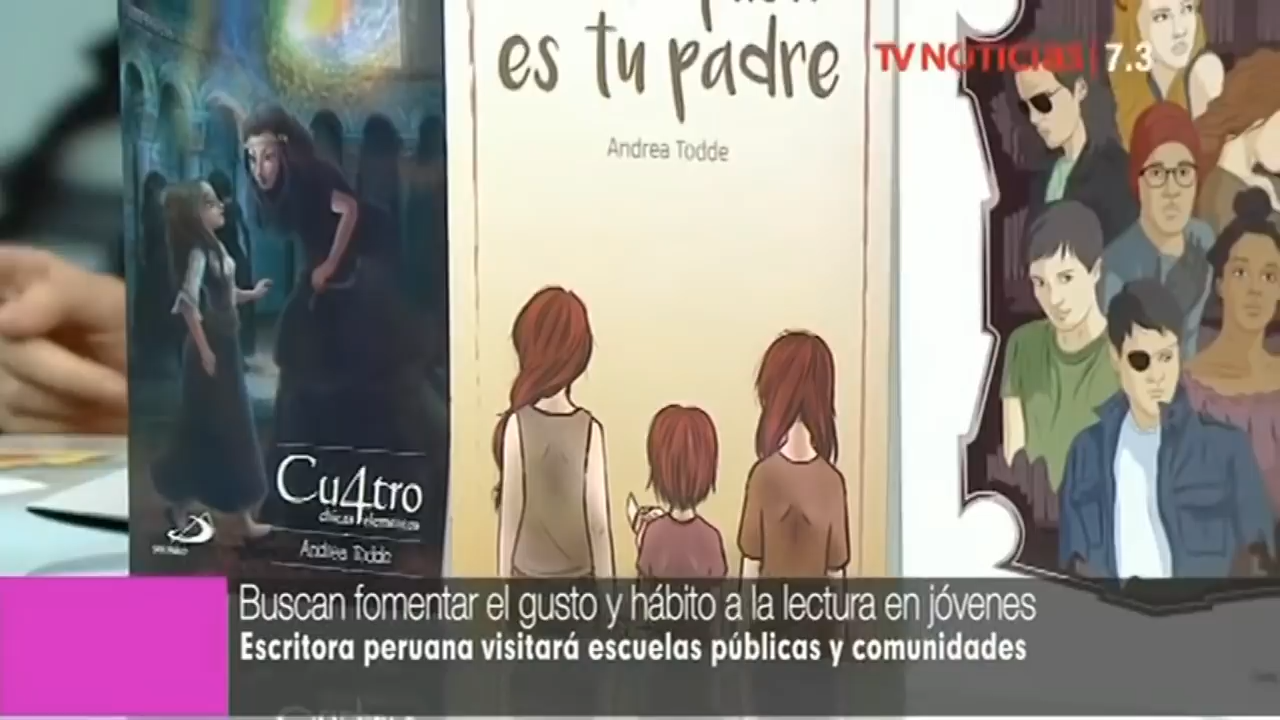 es tu padre
Andrea Todde
TV NOTICIAS | 7.3
Cu4tro
Andrea Todde
Buscan fomentar el gusto y hábito a la lectura en jóvenes
Escritora peruana visitará escuelas públicas y comunidades